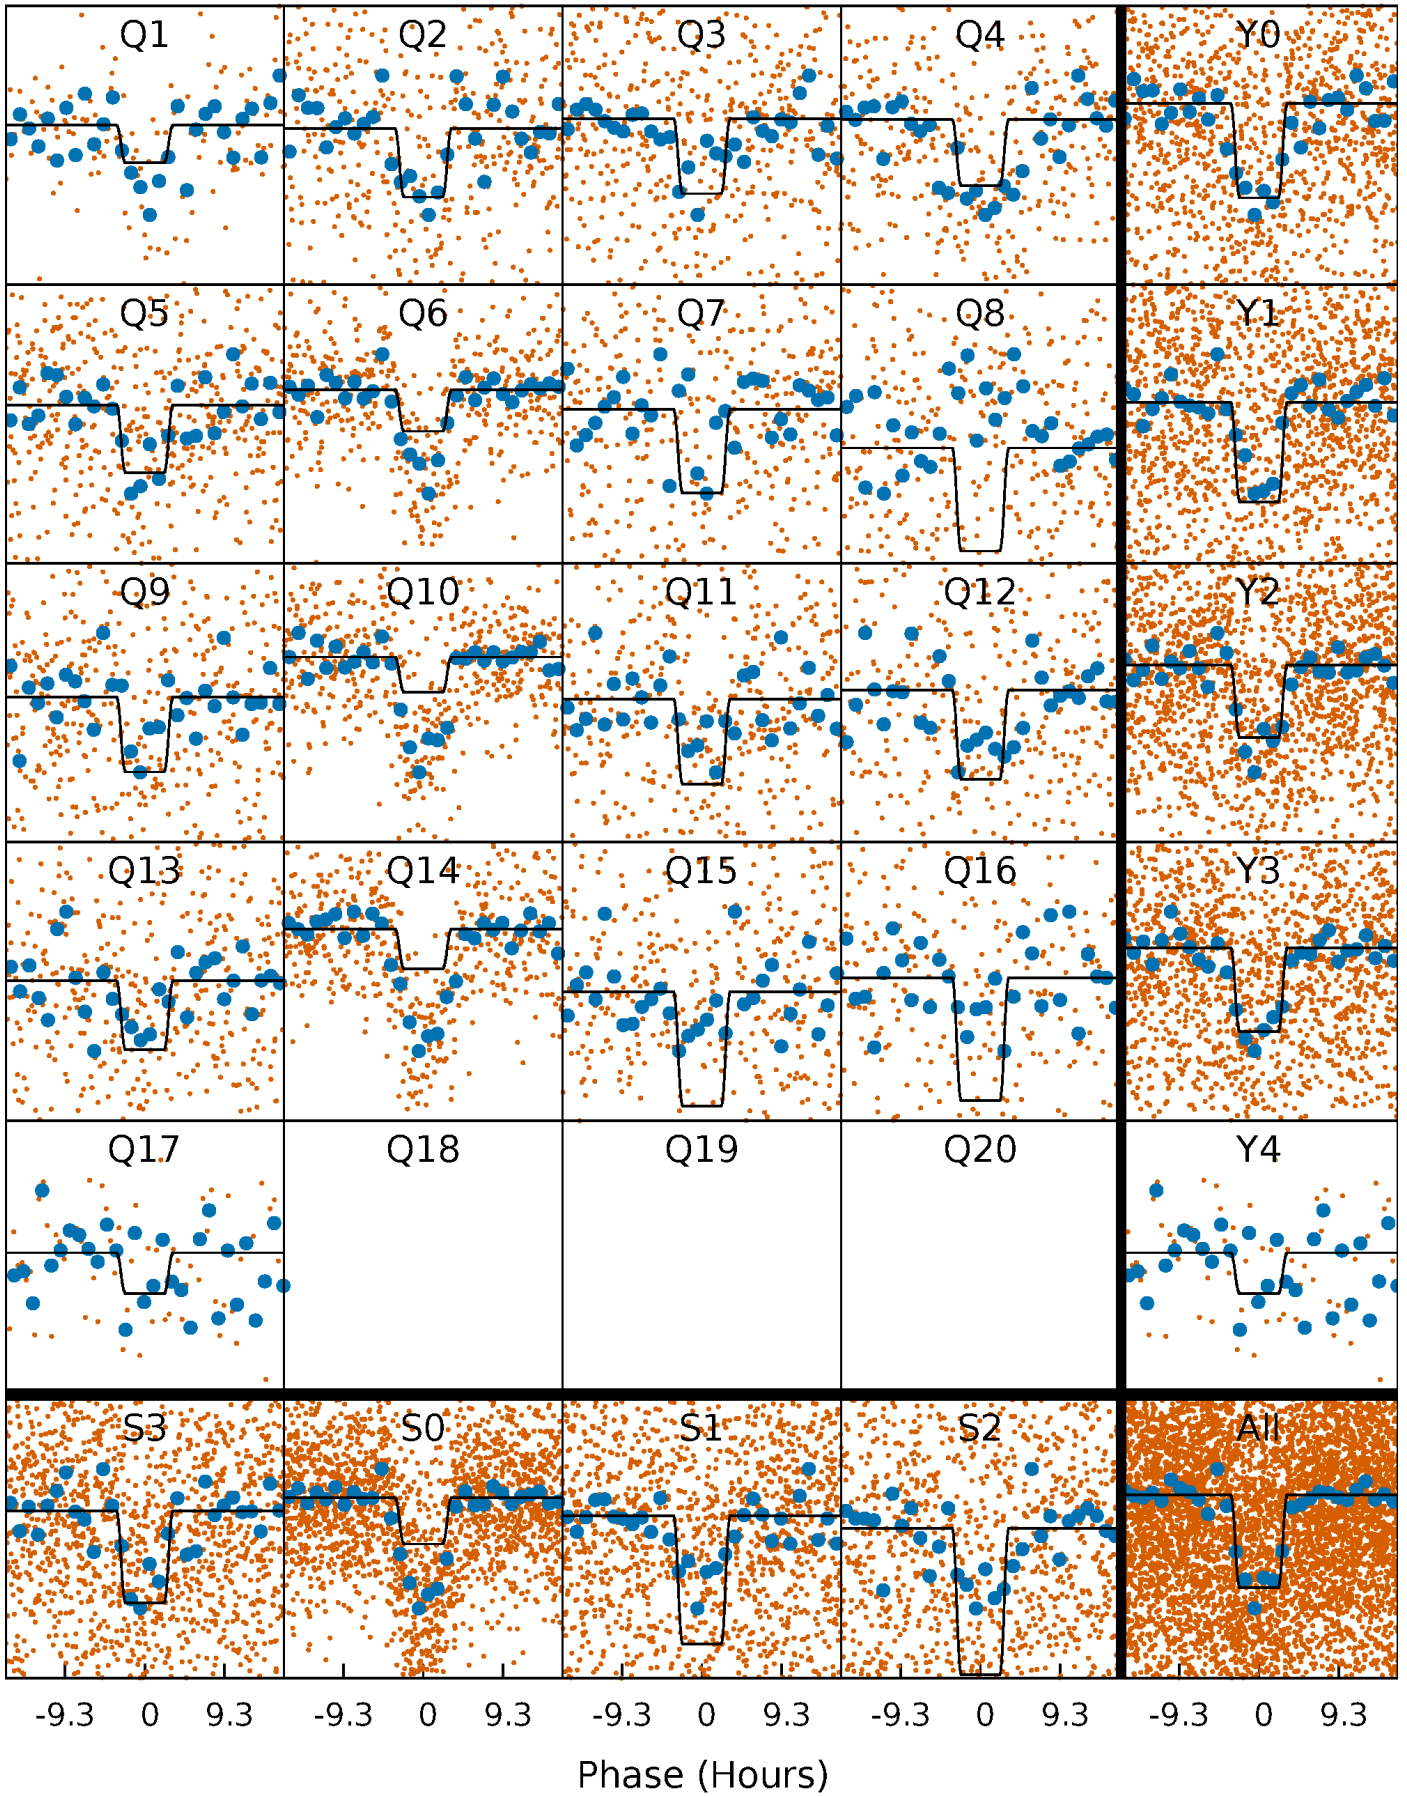 Q1 Q2 Q3 Q4 Y0
Q5 Q6 Q7 Q8 Y1
Q9 Q10 Q11 Q12 Y2
Q13 Q14 Q15 Q16 Y3
Q17 Q18 Q19 Q20 Y4
S3 S0 S1 S2 All
-9.3 0 9.3 -9.3 0 9.3 -9.3 0 9.3 -9.3 0 9.3 -9.3 0 9.3
Phase (Hours)